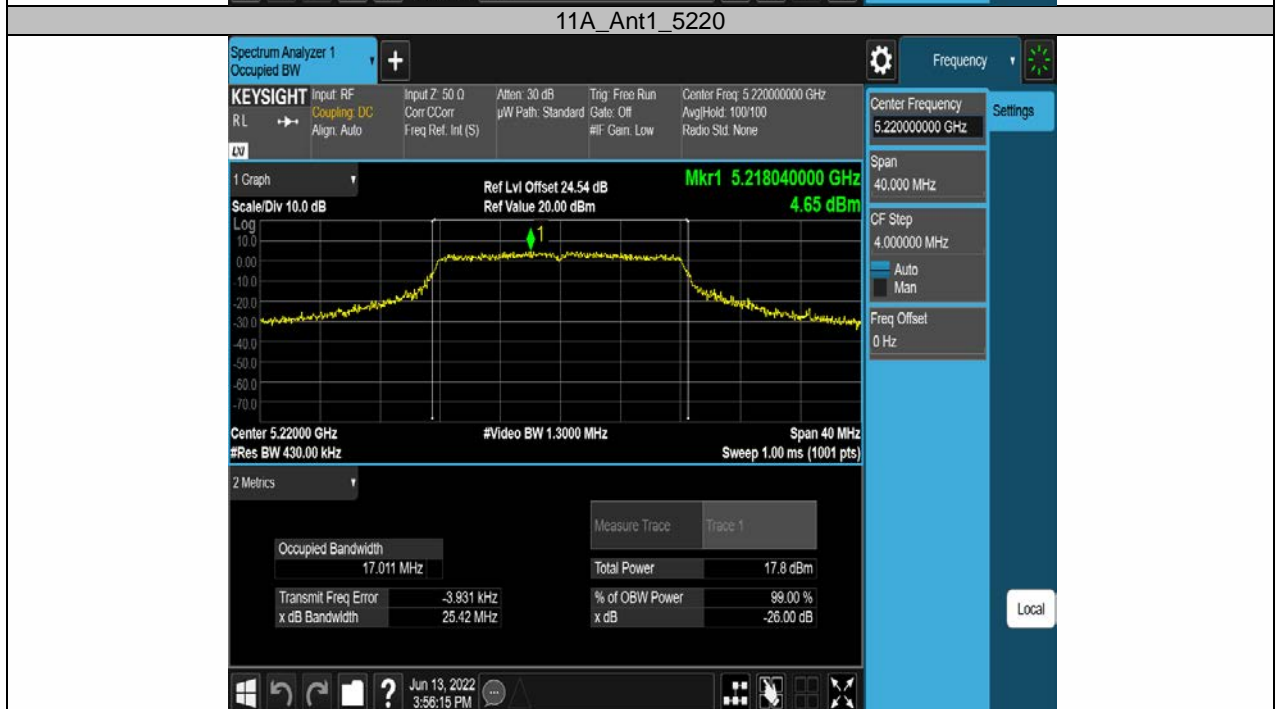 11A_Ant1_5220
Spectrum Analyzer 1
Occupied BW
+
Frequency
KEYSIGHT
RL
LXI
Input: RF
Coupling: DC
Align: Auto
Input Z: 50 Ω
Corr CCorr
Freq Ref: Int (S)
Atten: 30 dB
µW Path: Standard
Trig: Free Run
Gate: Off
#IF Gain: Low
Center Freq: 5.220000000 GHz
Avg|Hold: 100/100
Radio Std: None
Center Frequency
5.220000000 GHz
Settings
Span
40.000 MHz
CF Step
4.000000 MHz
Auto
Man
Freq Offset
0 Hz
Local
1 Graph
Scale/Div 10.0 dB
Ref Lvl Offset 24.54 dB
Ref Value 20.00 dBm
Mkr1 5.218040000 GHz
4.65 dBm
Log
1
10.0
0.00
-10.0
-20.0
-30.0
-40.0
-50.0
-60.0
-70.0
Center 5.22000 GHz
#Video BW 1.3000 MHz
Span 40 MHz
#Res BW 430.00 kHz
Sweep 1.00 ms (1001 pts)
2 Metrics
Measure Trace Trace 1
Occupied Bandwidth
17.011 MHz
Total Power 17.8 dBm
Transmit Freq Error -3.931 kHz
% of OBW Power 99.00 %
x dB Bandwidth 25.42 MHz
x dB -26.00 dB
?
Jun 13, 2022
3:56:15 PM